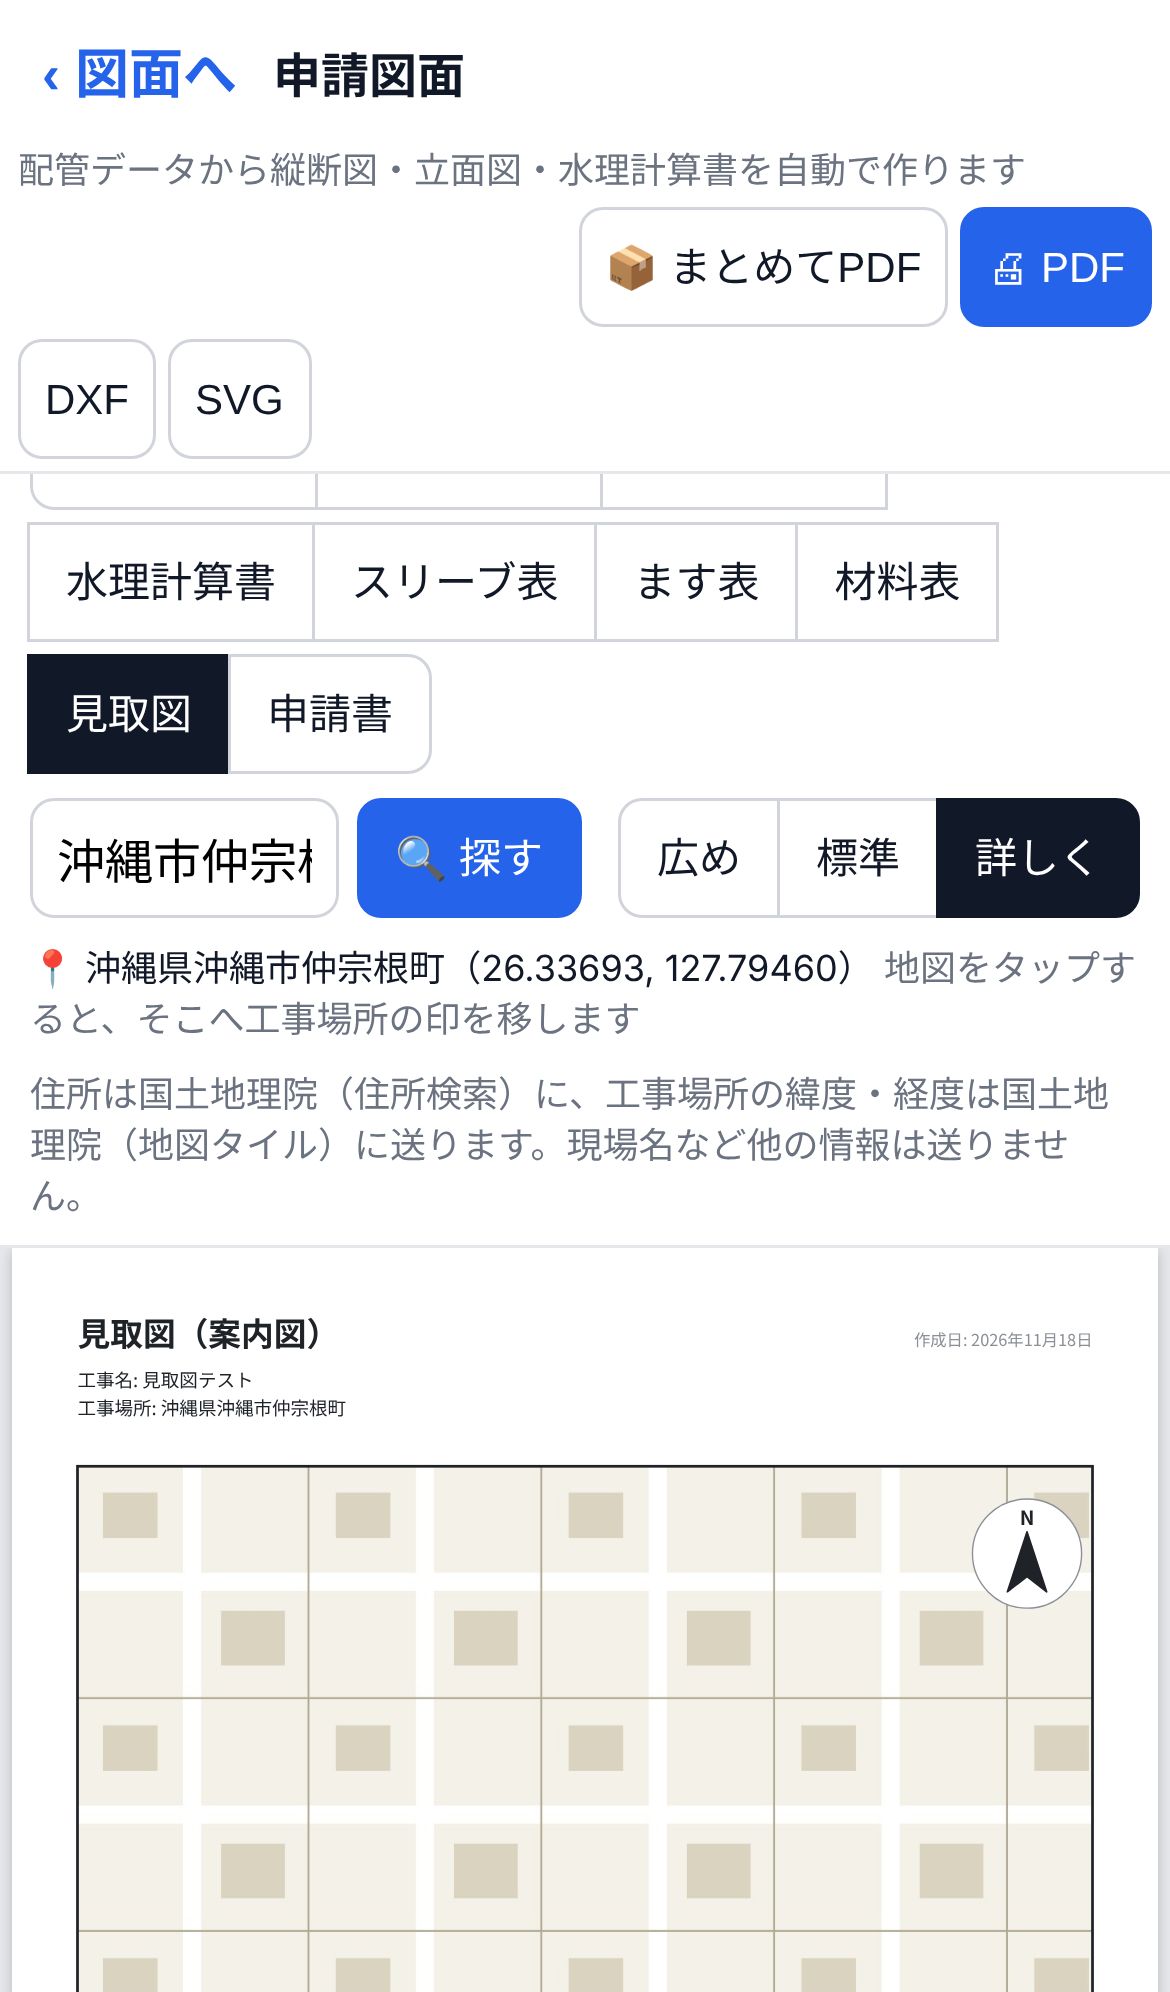 ‹ 図面へ 申請図面
配管データから縦断図・立面図・水理計算書を自動で作ります
📦 まとめてPDF 🖨 PDF
DXF SVG
水理計算書 スリーブ表 ます表 材料表
見取図 申請書
沖縄市仲宗 🔍 探す 広め 標準 詳しく
📍 沖縄県沖縄市仲宗根町（26.33693, 127.79460） 地図をタップす
ると、そこへ工事場所の印を移します
住所は国土地理院（住所検索）に、工事場所の緯度・経度は国土地
理院（地図タイル）に送ります。現場名など他の情報は送りませ
ん。
見取図（案内図）
作成日: 2026年11月18日
工事名: 見取図テスト
工事場所: 沖縄県沖縄市仲宗根町
N